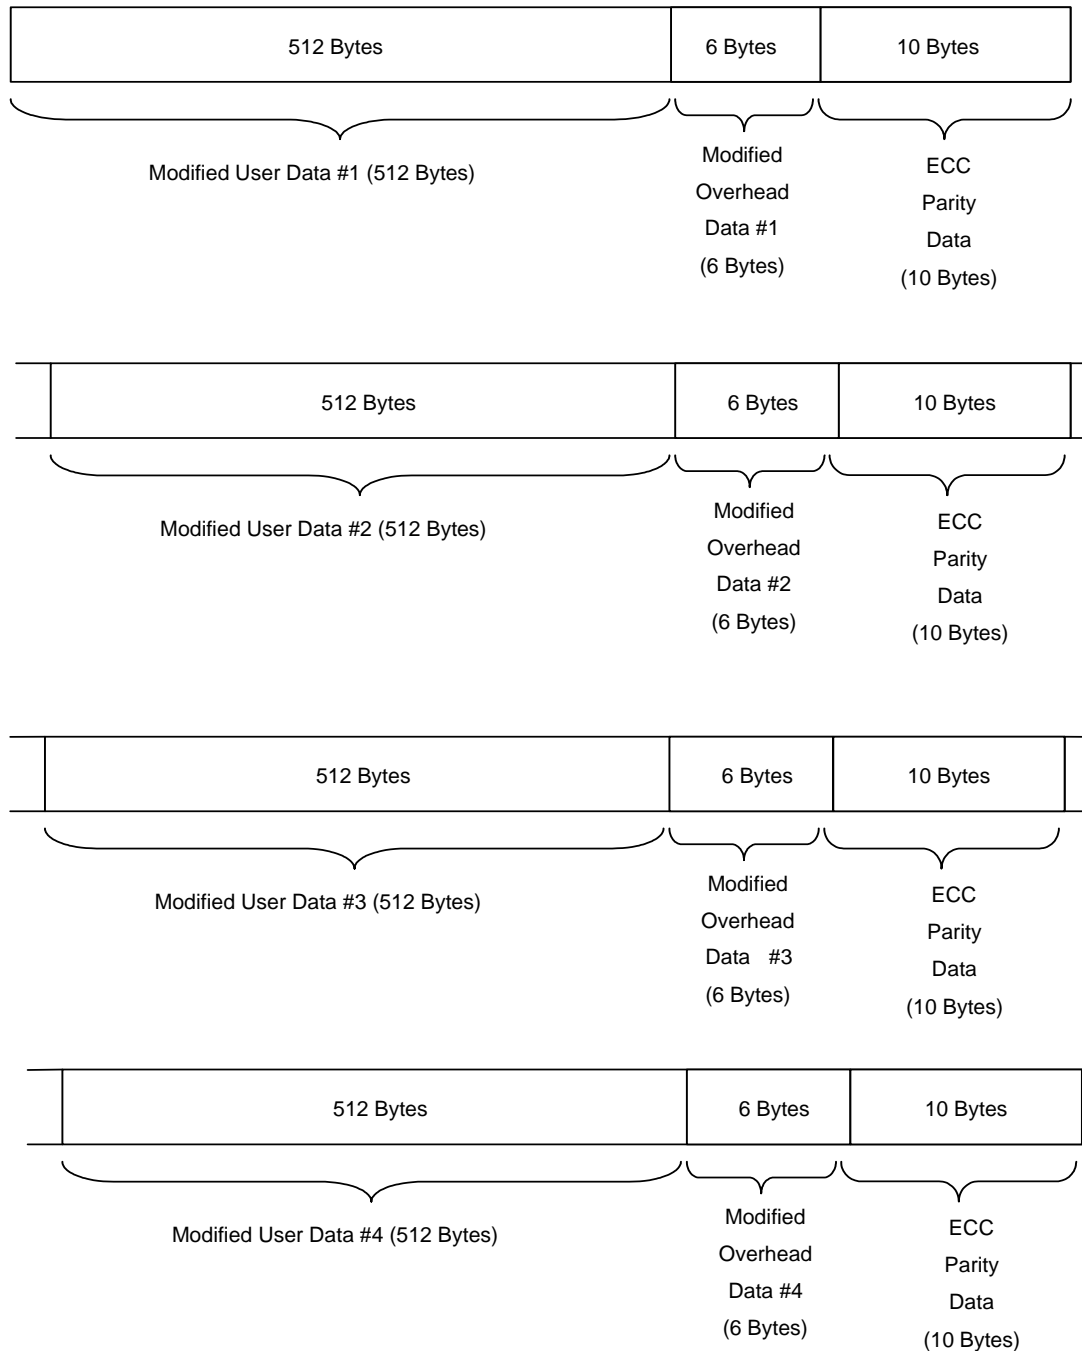 512 Bytes
6 Bytes
10 Bytes
Modified User Data #1 (512 Bytes)
Modified
Overhead
Data #1
(6 Bytes)
ECC
Parity
Data
(10 Bytes)
512 Bytes
6 Bytes
10 Bytes
Modified User Data #2 (512 Bytes)
Modified
Overhead
Data #2
(6 Bytes)
ECC
Parity
Data
(10 Bytes)
512 Bytes
6 Bytes
10 Bytes
Modified User Data #3 (512 Bytes)
Modified
Overhead
Data #3
(6 Bytes)
ECC
Parity
Data
(10 Bytes)
512 Bytes
6 Bytes
10 Bytes
Modified User Data #4 (512 Bytes)
Modified
Overhead
Data #4
(6 Bytes)
ECC
Parity
Data
(10 Bytes)